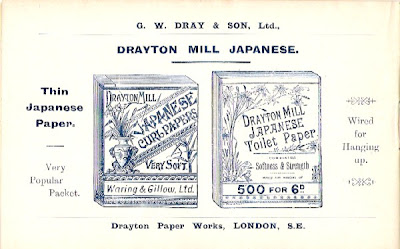 G. W. DRAY & SON, Ltd.,
DRAYTON MILL JAPANESE.
Thin
Japanese
Paper.
Very
Popular
Packet.
DRAYTON MILL
JAPANESE
CURL-PAPERS
VERY SOFT
Waring & Gillow, Ltd.
DRAYTON MILL
JAPANESE
Toilet Paper
COMBINING
Softness & Strength
500 FOR 6D
Wired
for
Hanging
up.
Drayton Paper Works, LONDON, S.E.